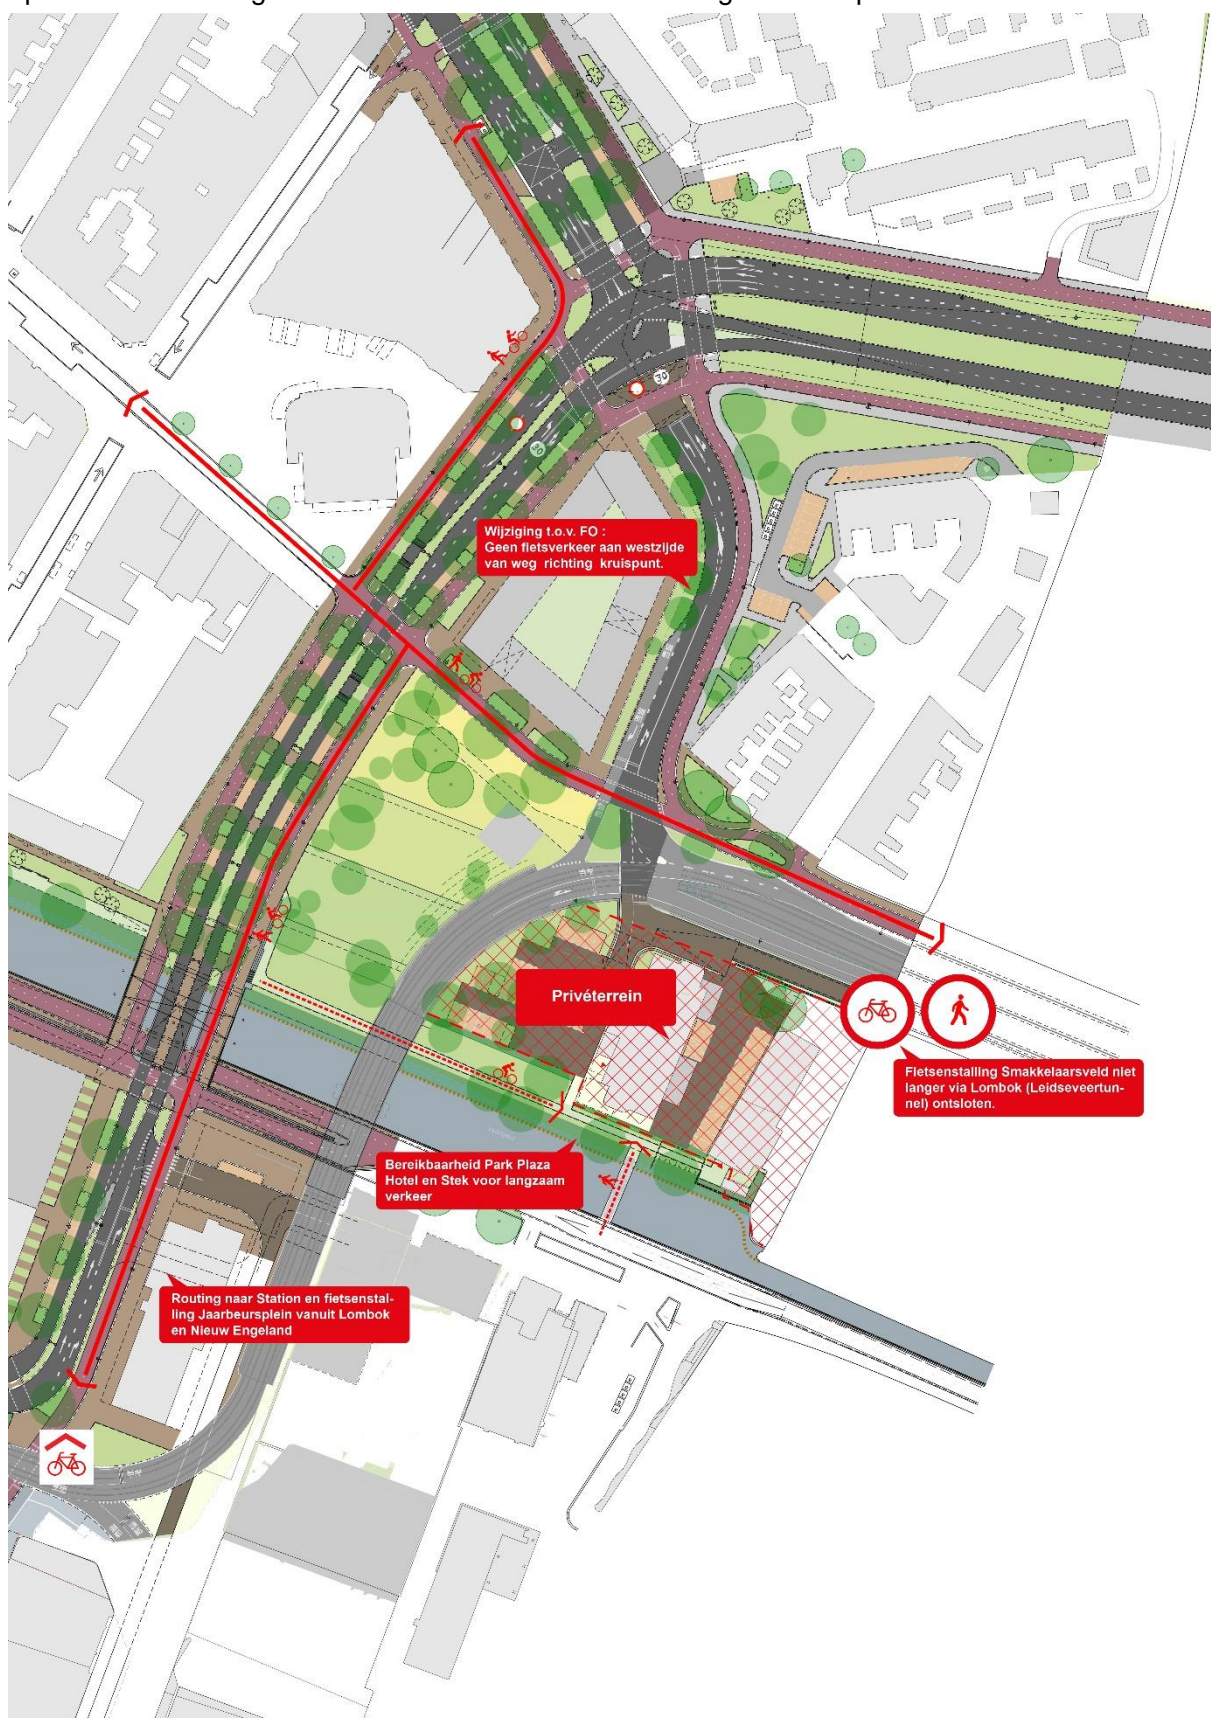 Wijziging t.o.v. FO :
Geen fietsverkeer aan westzijde
van weg richting kruispunt.
30
30
Privéterrein
Fietsenstalling Smakkelaarsveld niet
langer via Lombok (Leidseveertun-
nel) ontsloten.
Bereikbaarheid Park Plaza
Hotel en Stek voor langzaam
verkeer
Routing naar Station en fietsenstal-
ling Jaarbeursplein vanuit Lombok
en Nieuw Engeland